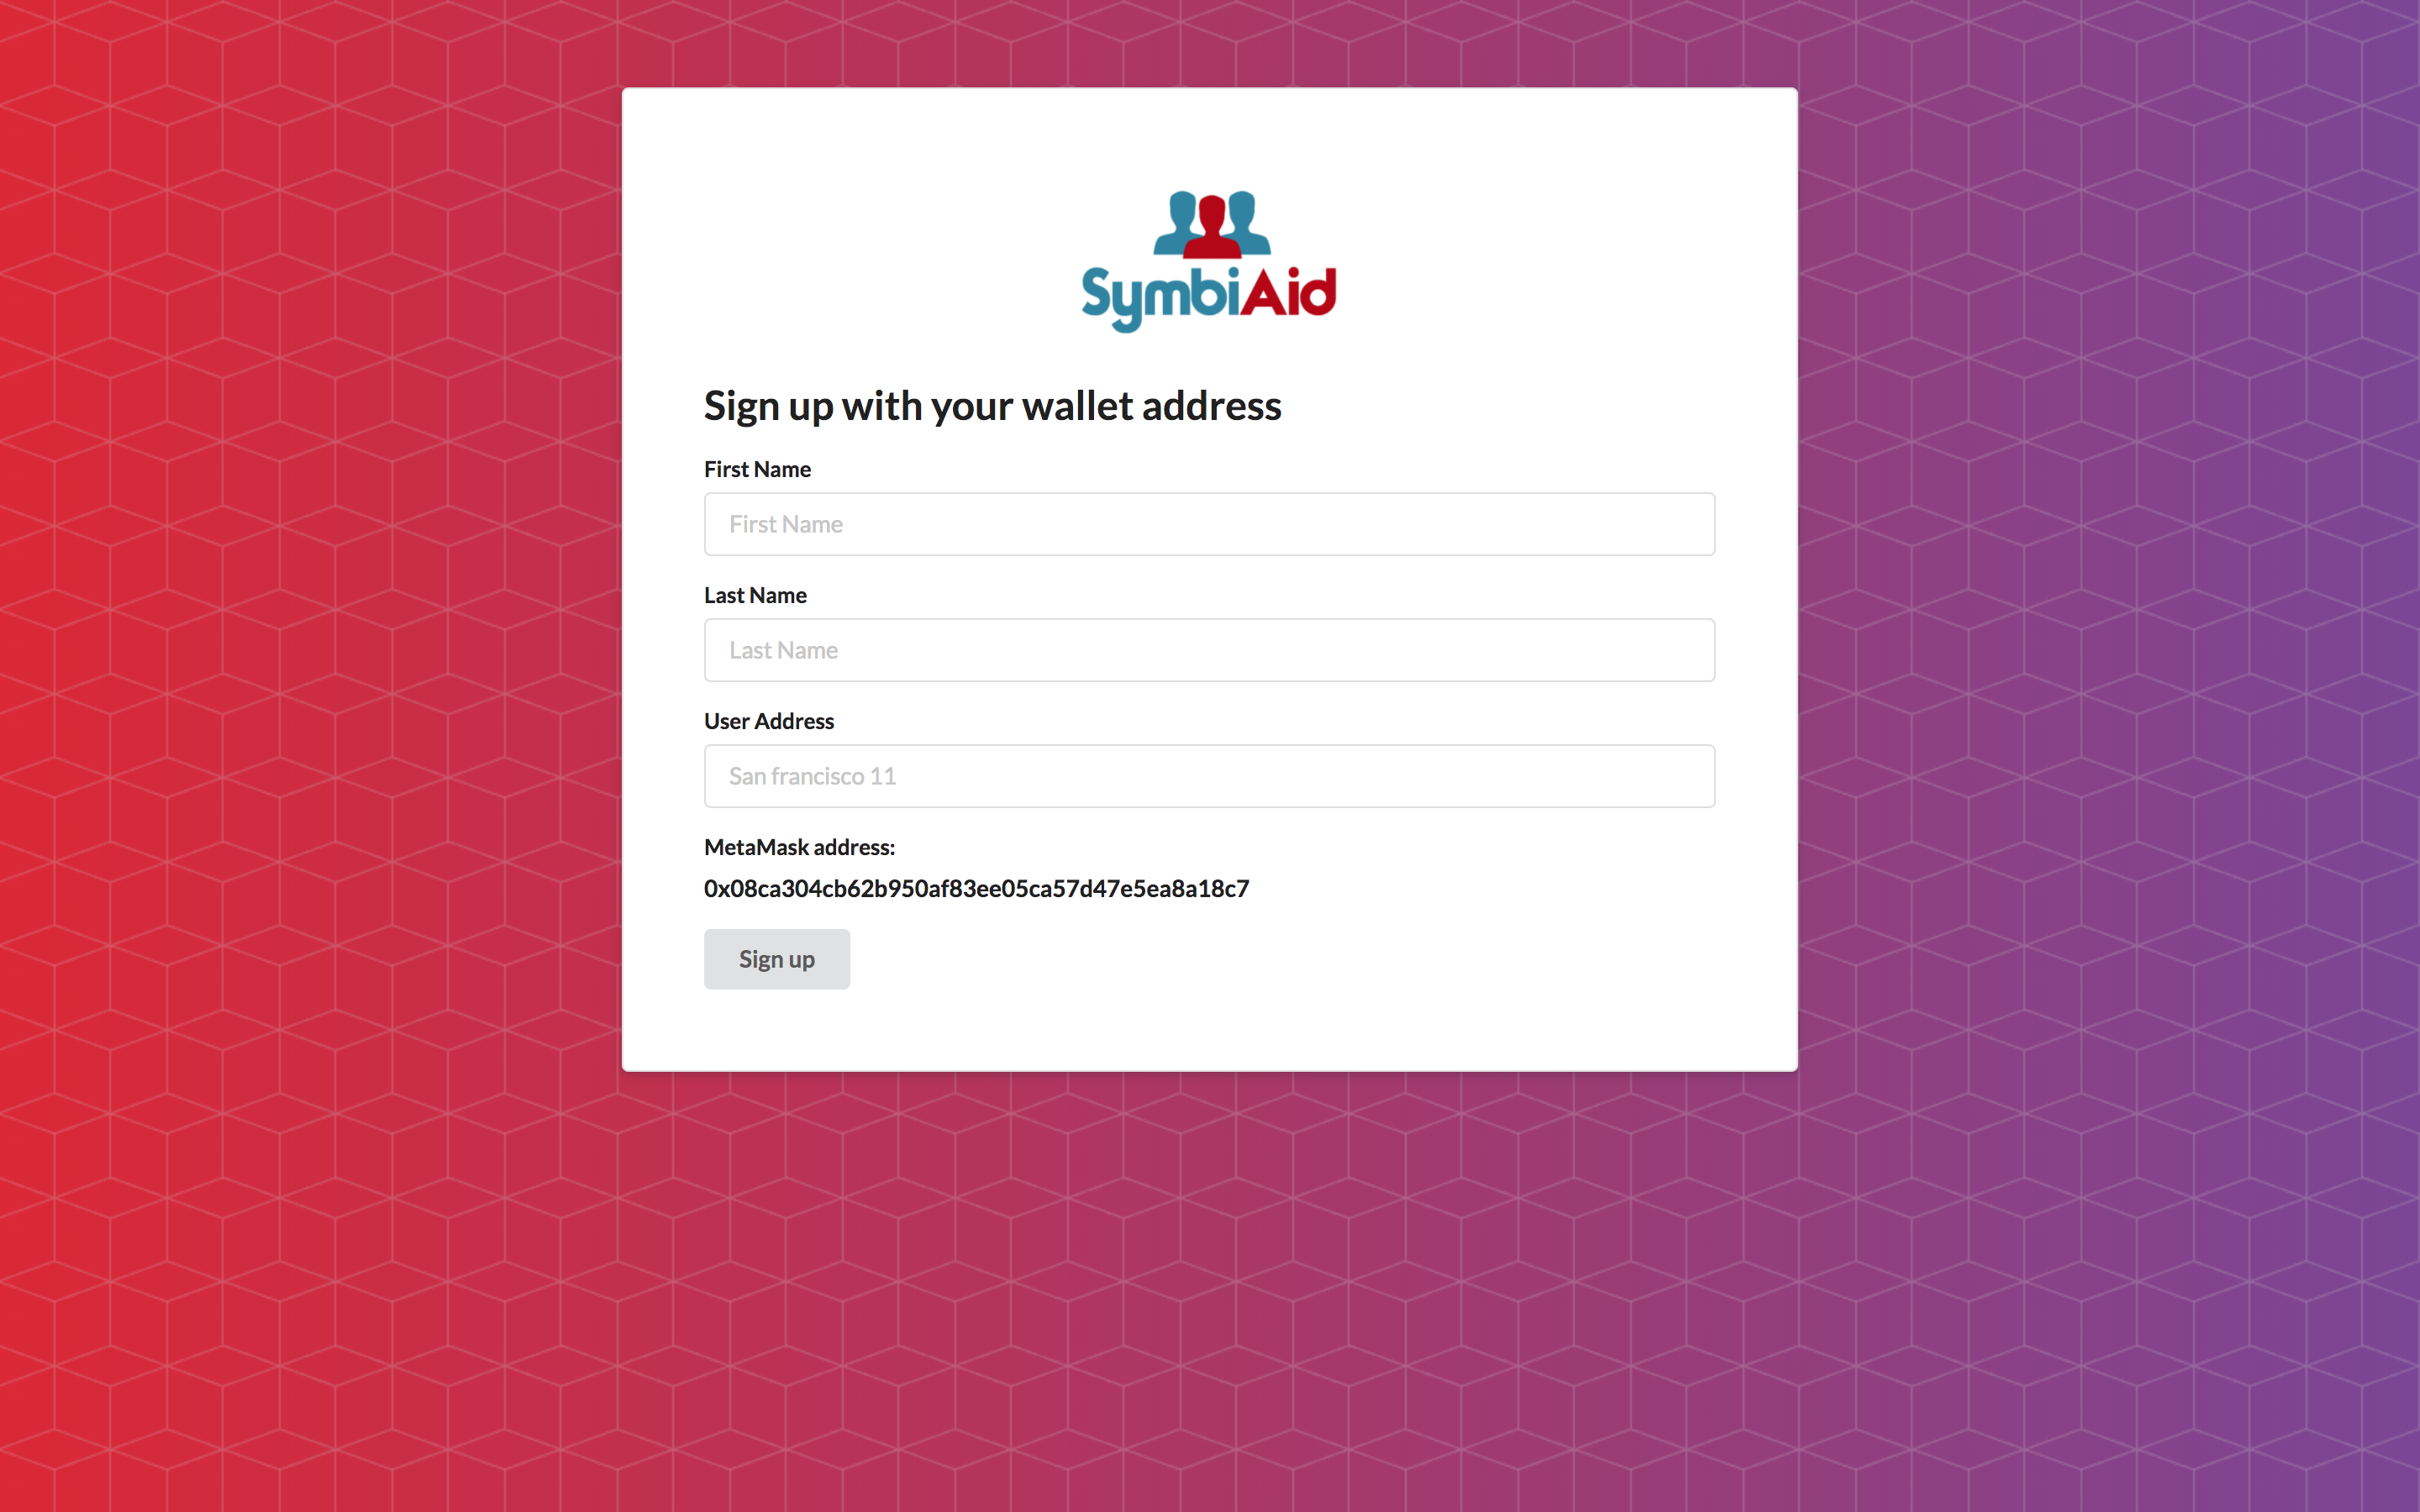 SymbiAid
Sign up with your wallet address
First Name
First Name
Last Name
Last Name
User Address
San francisco 11
MetaMask address:
0x08ca304cb62b950af83ee05ca57d47e5ea8a18c7
Sign up